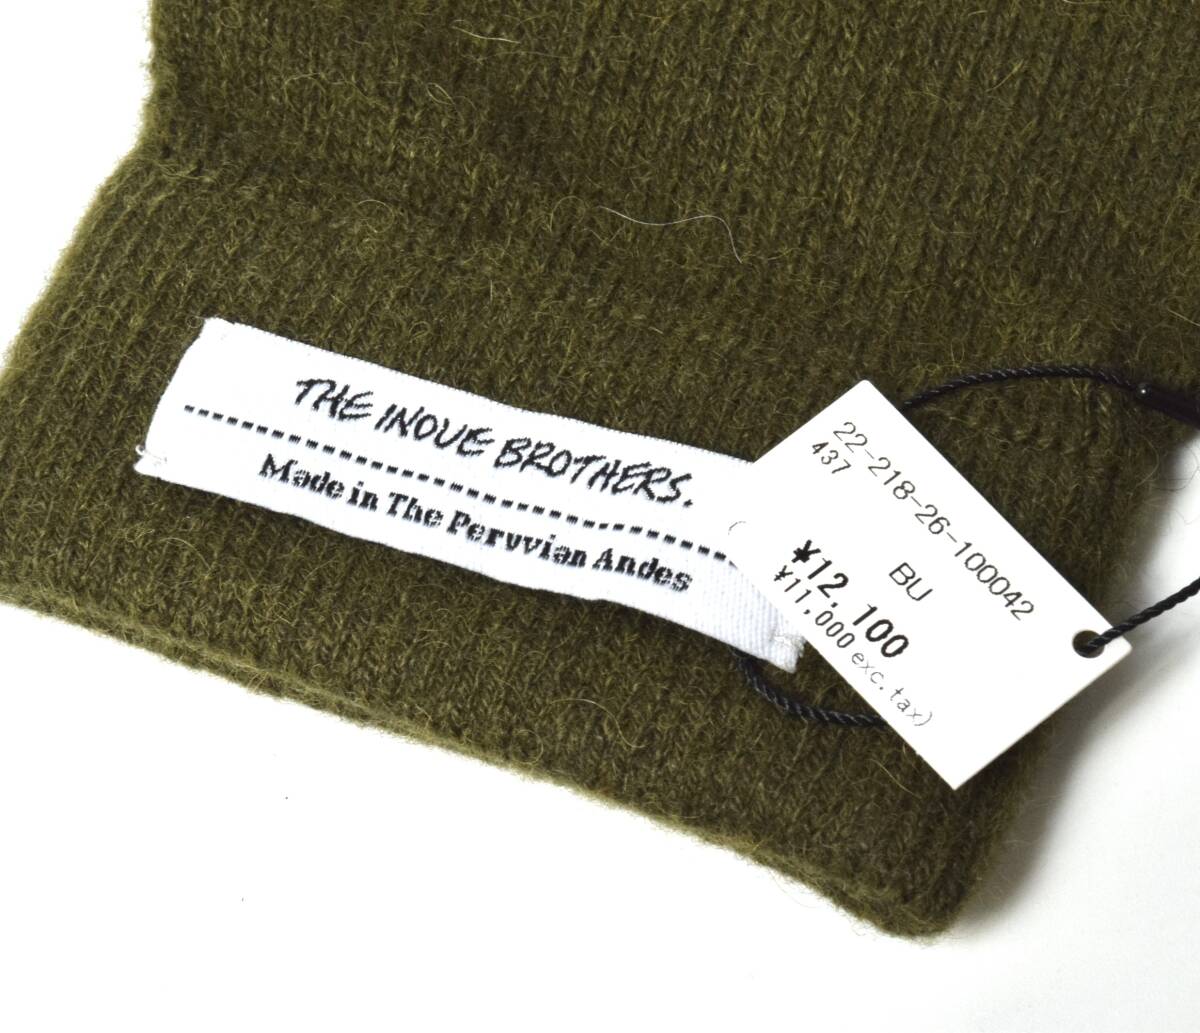 THE INOUE BROTHERS.
Made in The Peruvian Andes
22-218-26-100042
437
BU
¥12,100
¥11,000 exc.tax)